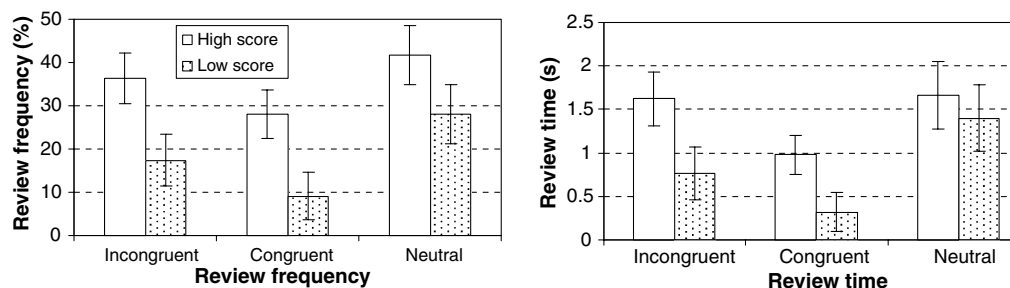 Review frequency (%)
50
40
30
20
10
0
High score
Low score
Incongruent
Congruent
Neutral
Review frequency
Review time (s)
2.5
2
1.5
1
0.5
0
Incongruent
Congruent
Neutral
Review time